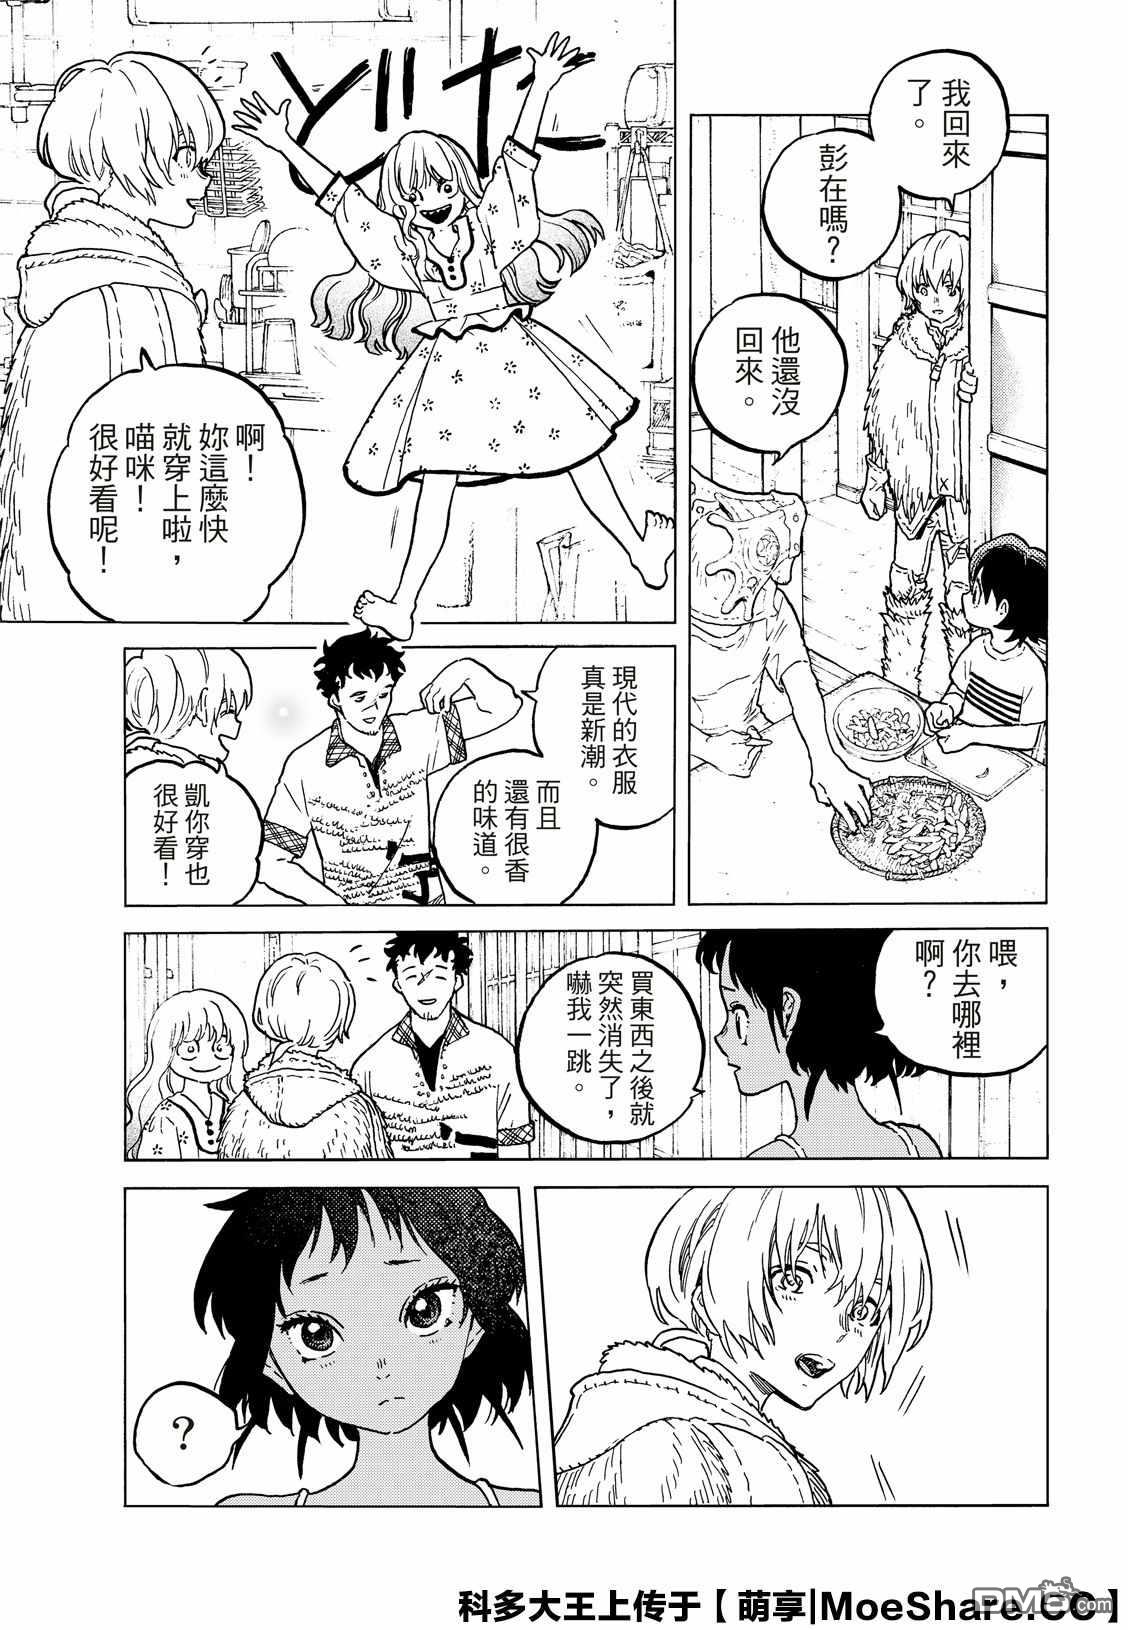 我回來
了。
彭在嗎？
他還沒
回來。
ドヤーン
啊！
妳這麼快
就穿上啦，
喵咪！
很好看呢！
現代的衣服
真是新潮。
而且
還有很香
的味道。
凱你穿也
很好看！
喂，
你去哪裡
啊？
買東西之後就
突然消失了，
嚇我一跳。
？
科多大王上传于【萌享|MoeShare.CC】